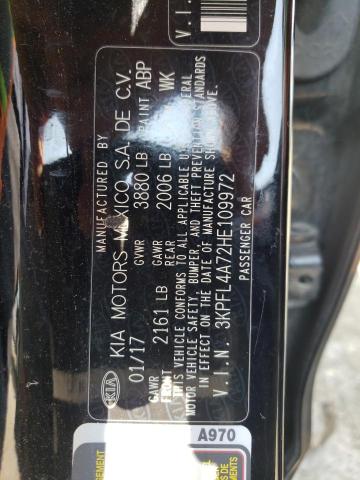 MANUFACTURED BY
KIA KIA MOTORS MEXICO, S.A. DE C.V.
01/17 GVWR 3880 LB PAINT ABP
GAWR FRONT 2161 LB GAWR REAR 2006 LB WK
THIS VEHICLE CONFORMS TO ALL APPLICABLE FEDERAL
MOTOR VEHICLE SAFETY, BUMPER, AND THEFT PREVENTION STANDARDS
IN EFFECT ON THE DATE OF MANUFACTURE SHOWN ABOVE.
V.I.N. 3KPFL4A72HE109972
PASSENGER CAR
A970
V.I.N